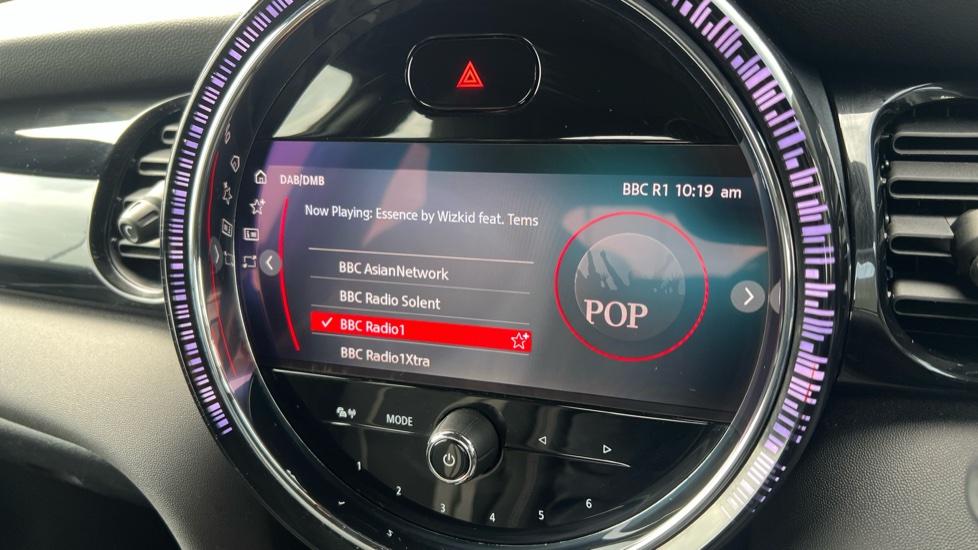 DAB/DMB
BBC R1 10:19 am
Now Playing: Essence by Wizkid feat. Tems
BBC AsianNetwork
BBC Radio Solent
BBC Radio1
BBC Radio1Xtra
POP
MODE
1
2
3
4
5
6